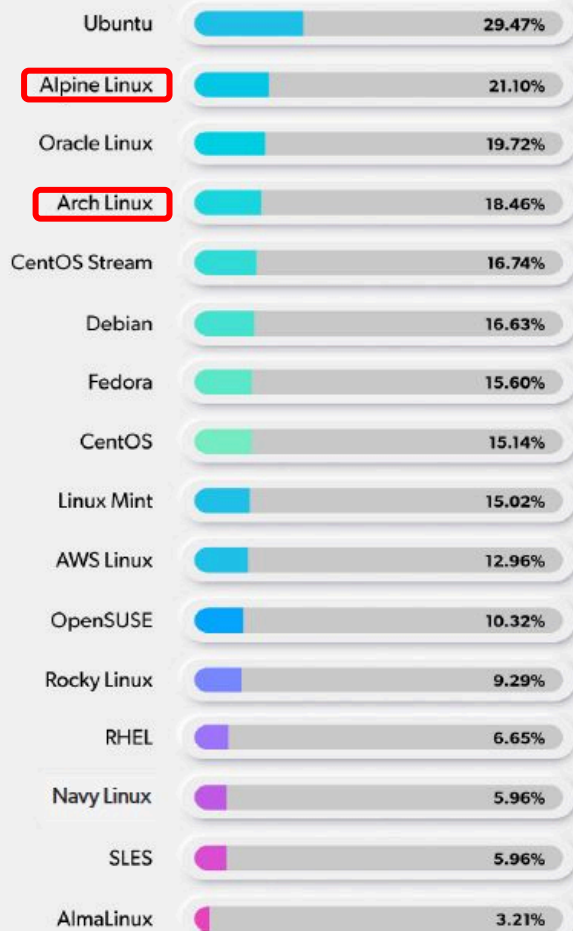 Ubuntu 29.47%
Alpine Linux 21.10%
Oracle Linux 19.72%
Arch Linux 18.46%
CentOS Stream 16.74%
Debian 16.63%
Fedora 15.60%
CentOS 15.14%
Linux Mint 15.02%
AWS Linux 12.96%
OpenSUSE 10.32%
Rocky Linux 9.29%
RHEL 6.65%
Navy Linux 5.96%
SLES 5.96%
AlmaLinux 3.21%